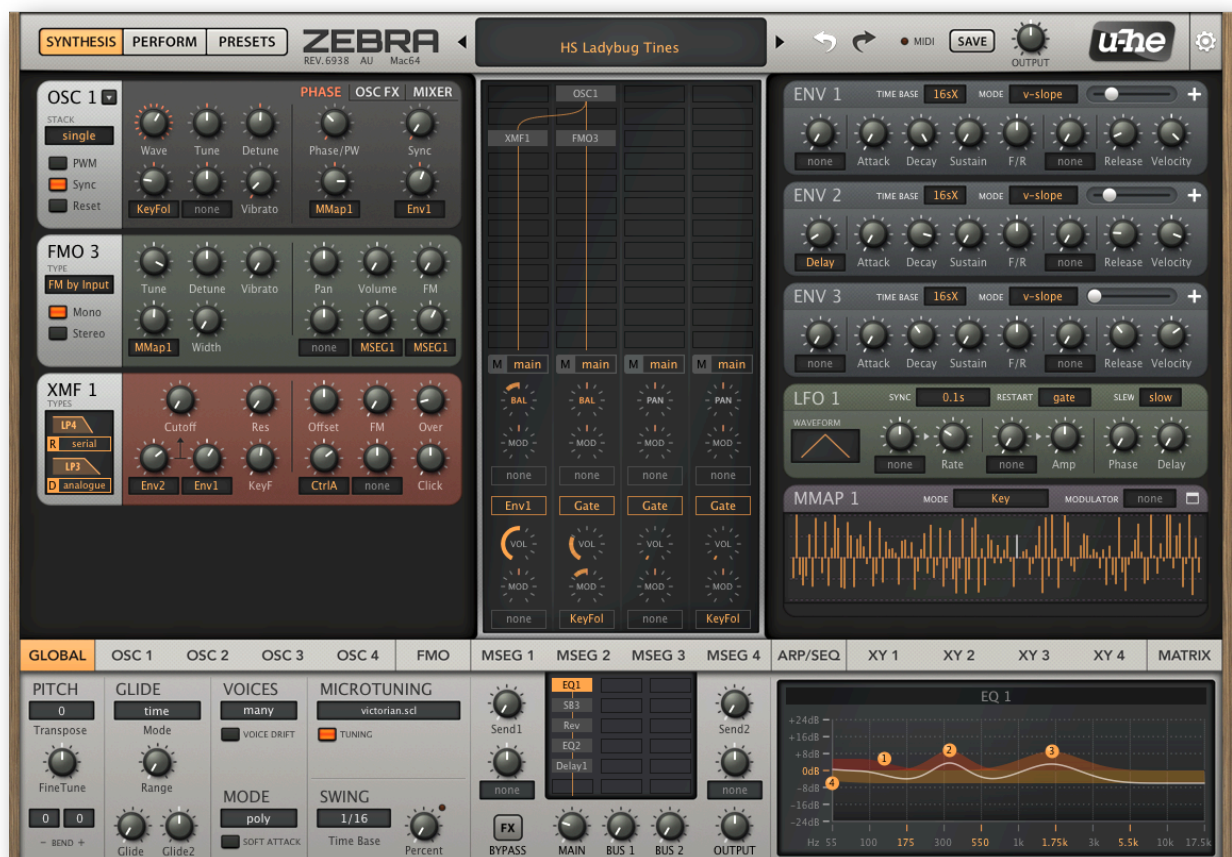 SYNTHESIS PERFORM PRESETS
ZEBRA
REV.6938 AU Mac64
HS Ladybug Tines
MIDI
SAVE
OUTPUT
u-he
OSC 1
STACK
single
PWM
Sync
Reset
PHASE OSC FX MIXER
Wave Tune Detune Phase/PW Sync
KeyFol none Vibrato MMap1 Env1
FMO 3
TYPE
FM by Input
Mono
Stereo
Tune Detune Vibrato Pan Volume FM
MMap1 Width none MSEG1 MSEG1
XMF 1
TYPES
LP4
R serial
LP3
D analogue
Cutoff Res Offset FM Over
Env2 Env1 KeyF CtrlA none Click
OSC1
XMF1 FMO3
M main M main M main M main
BAL BAL PAN PAN
MOD MOD MOD MOD
none none none none
Env1 Gate Gate Gate
VOL VOL VOL VOL
MOD MOD MOD MOD
none KeyFol none KeyFol
ENV 1 TIME BASE 16sX MODE v-slope +
none Attack Decay Sustain F/R none Release Velocity
ENV 2 TIME BASE 16sX MODE v-slope +
Delay Attack Decay Sustain F/R none Release Velocity
ENV 3 TIME BASE 16sX MODE v-slope +
none Attack Decay Sustain F/R none Release Velocity
LFO 1 SYNC 0.1s RESTART gate SLEW slow
WAVEFORM
none Rate none Amp Phase Delay
MMAP 1 MODE Key MODULATOR none
GLOBAL OSC 1 OSC 2 OSC 3 OSC 4 FMO MSEG 1 MSEG 2 MSEG 3 MSEG 4 ARP/SEQ XY 1 XY 2 XY 3 XY 4 MATRIX
PITCH
0
Transpose
FineTune
0 0
- BEND +
GLIDE
time
Mode
Range
Glide Glide2
VOICES
many
VOICE DRIFT
MODE
poly
SOFT ATTACK
MICROTUNING
victorian.scl
TUNING
SWING
1/16
Time Base
Percent
Send1
none
FX
BYPASS
EQ1
SB3
Rev
EQ2
Delay1
MAIN BUS 1 BUS 2
Send2
none
OUTPUT
EQ 1
+24dB
+16dB
+8dB
0dB
-8dB
-16dB
-24dB
1 2 3 4
Hz 55 100 175 300 550 1k 1.75k 3k 5.5k 10k 17.5k